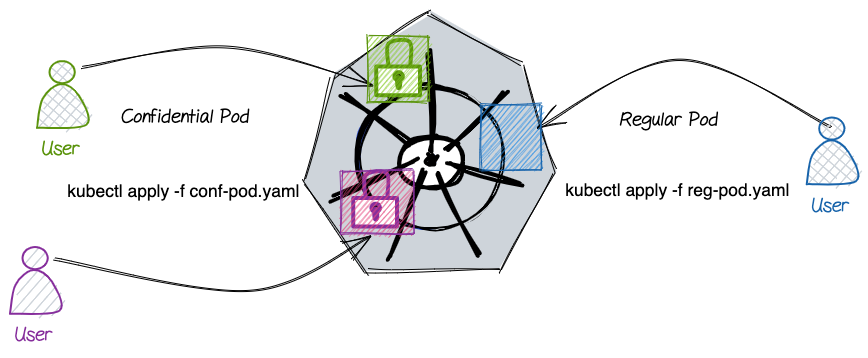 Confidential Pod
User
kubectl apply -f conf-pod.yaml
User
Regular Pod
kubectl apply -f reg-pod.yaml
User